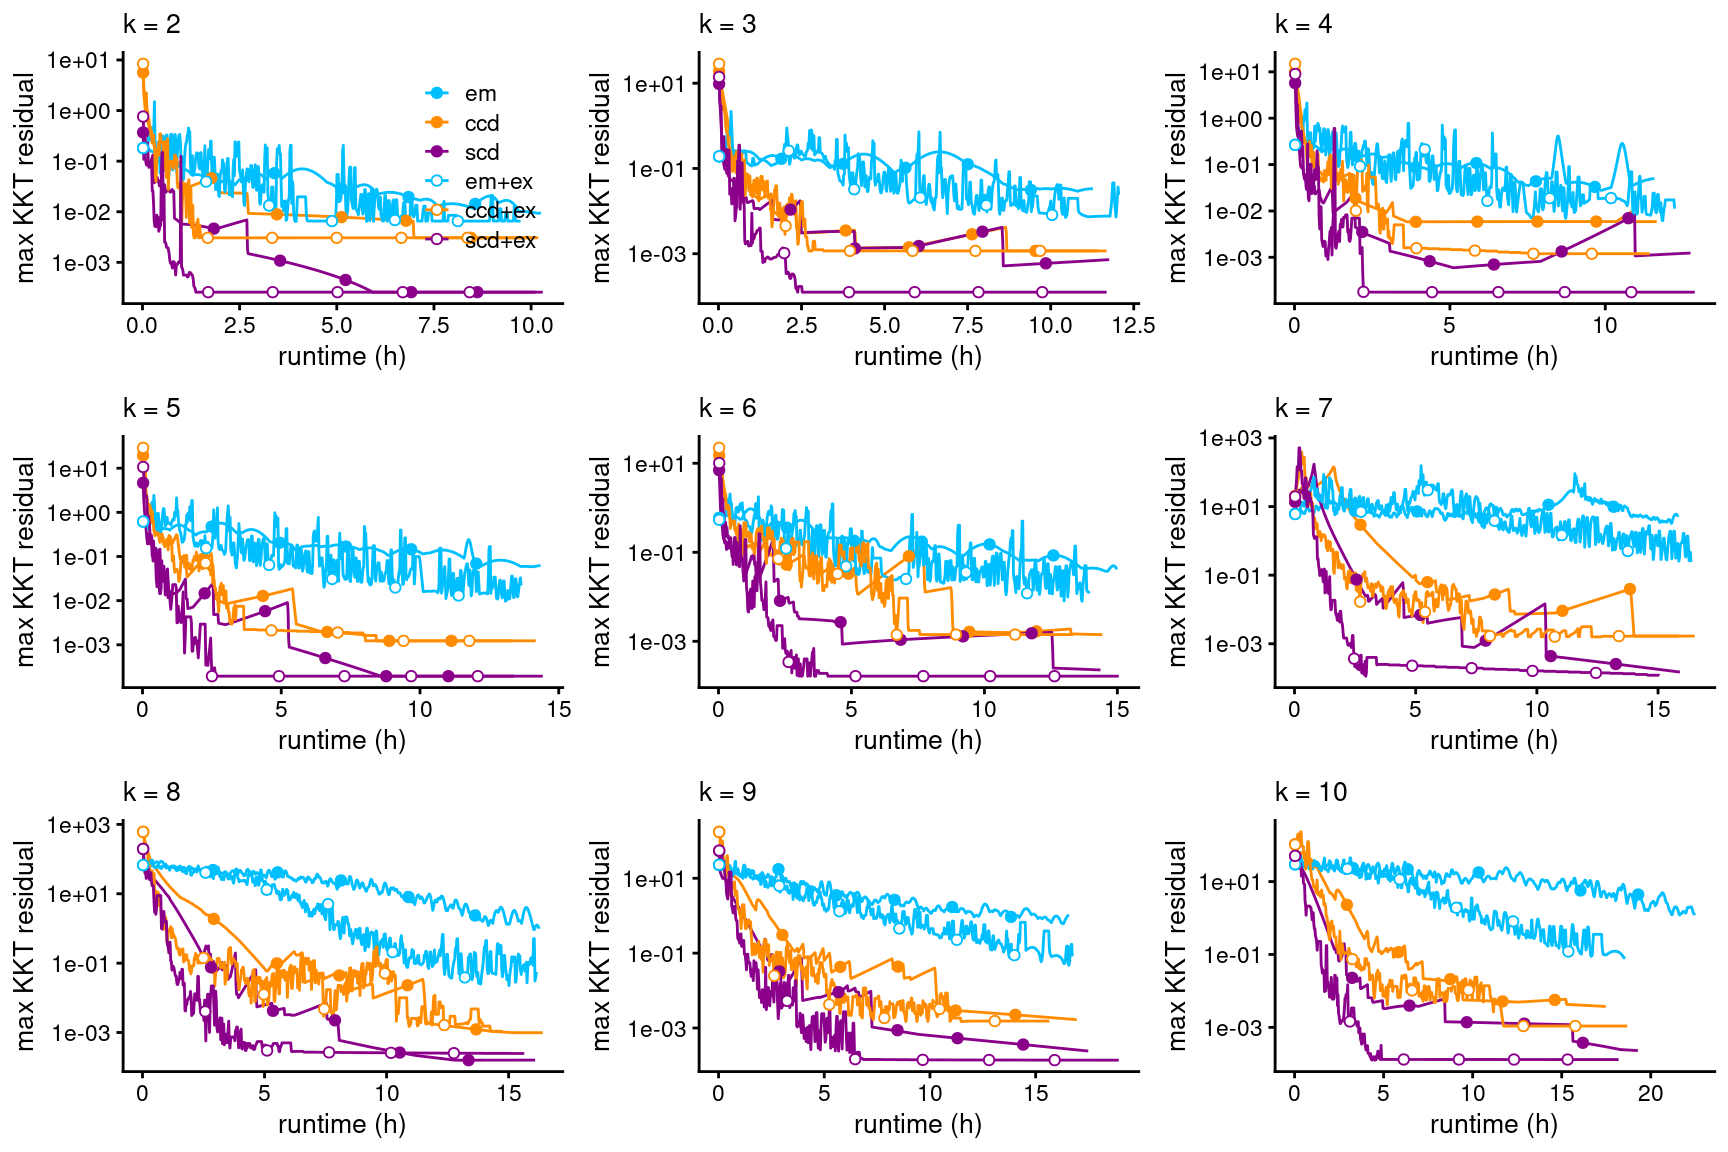 k = 2
max KKT residual
1e+01
1e+00
1e-01
1e-02
1e-03
em
ccd
scd
em+ex
ccd+ex
scd+ex
0.0 2.5 5.0 7.5 10.0
runtime (h)
k = 3
max KKT residual
1e+01
1e-01
1e-03
0.0 2.5 5.0 7.5 10.0 12.5
runtime (h)
k = 4
max KKT residual
1e+01
1e+00
1e-01
1e-02
1e-03
0 5 10
runtime (h)
k = 5
max KKT residual
1e+01
1e+00
1e-01
1e-02
1e-03
0 5 10 15
runtime (h)
k = 6
max KKT residual
1e+01
1e-01
1e-03
0 5 10 15
runtime (h)
k = 7
max KKT residual
1e+03
1e+01
1e-01
1e-03
0 5 10 15
runtime (h)
k = 8
max KKT residual
1e+03
1e+01
1e-01
1e-03
0 5 10 15
runtime (h)
k = 9
max KKT residual
1e+01
1e-01
1e-03
0 5 10 15
runtime (h)
k = 10
max KKT residual
1e+01
1e-01
1e-03
0 5 10 15 20
runtime (h)